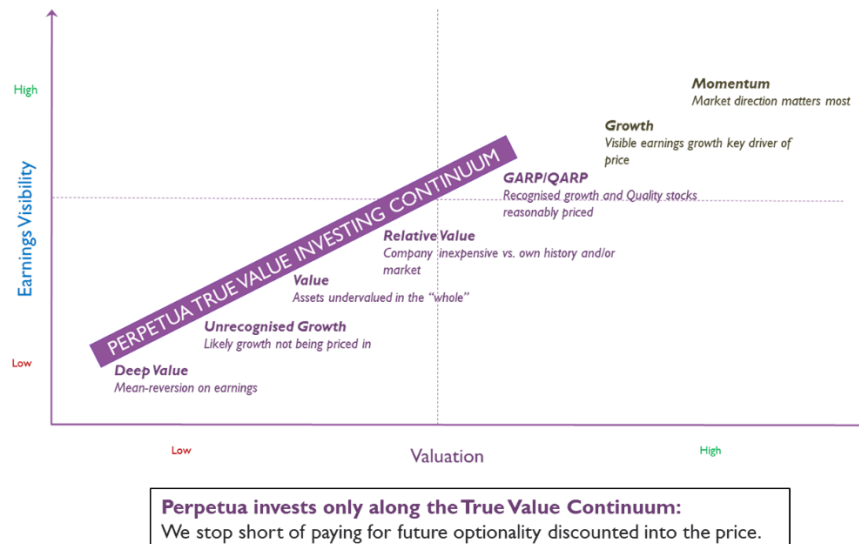 High
Momentum
Market direction matters most
Growth
Visible earnings growth key driver of
price
GARP/QARP
Recognised growth and Quality stocks
reasonably priced
PERPETUA TRUE VALUE INVESTING CONTINUUM
Earnings Visibility
Relative Value
Company inexpensive vs. own history and/or
market
Value
Assets undervalued in the “whole”
Unrecognised Growth
Likely growth not being priced in
Low
Deep Value
Mean-reversion on earnings
Low
Valuation
High
Perpetua invests only along the True Value Continuum:
We stop short of paying for future optionality discounted into the price.